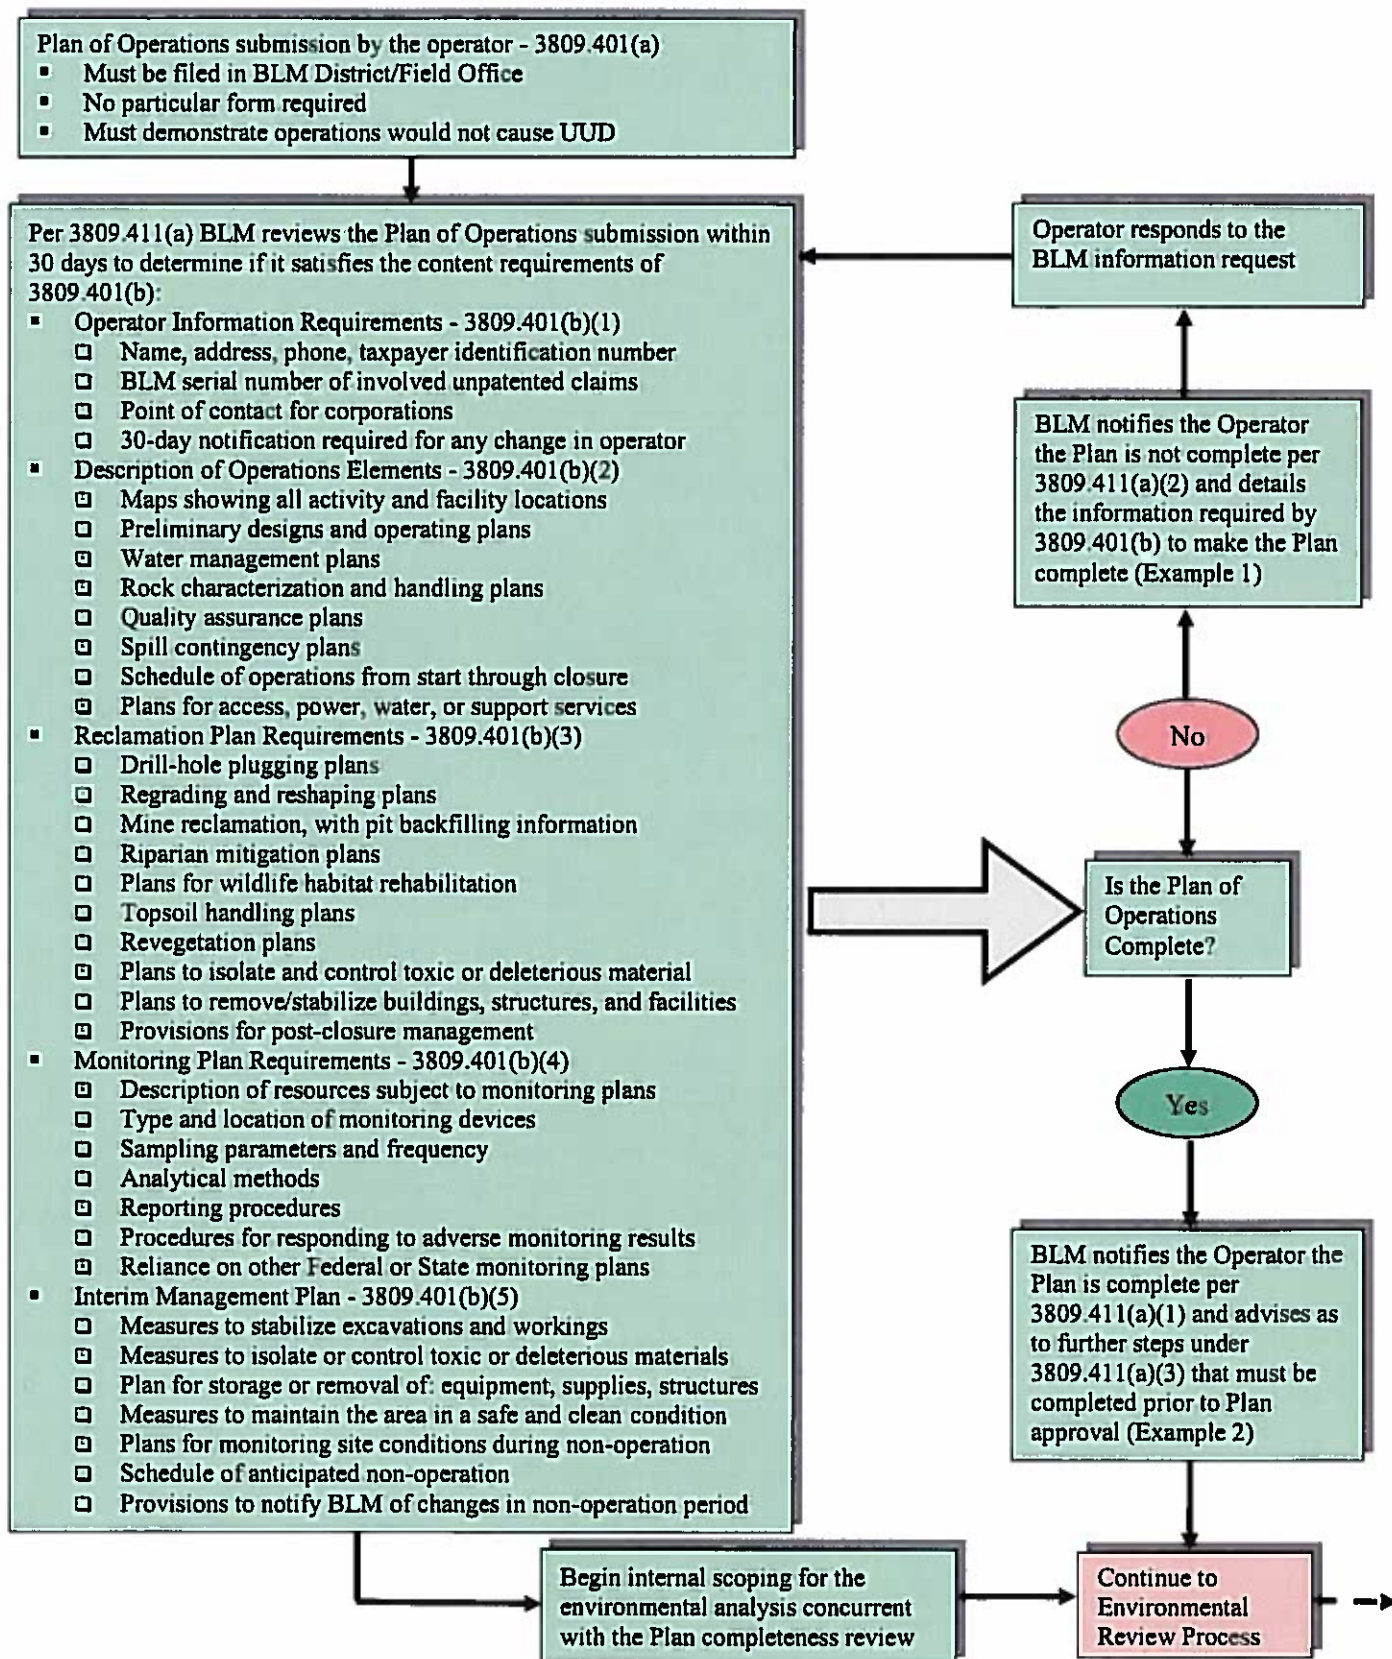 Plan of Operations submission by the operator - 3809.401(a)
▪ Must be filed in BLM District/Field Office
▪ No particular form required
▪ Must demonstrate operations would not cause UUD
Per 3809.411(a) BLM reviews the Plan of Operations submission within
30 days to determine if it satisfies the content requirements of
3809.401(b):
▪ Operator Information Requirements - 3809.401(b)(1)
❑ Name, address, phone, taxpayer identification number
❑ BLM serial number of involved unpatented claims
❑ Point of contact for corporations
❑ 30-day notification required for any change in operator
▪ Description of Operations Elements - 3809.401(b)(2)
❑ Maps showing all activity and facility locations
❑ Preliminary designs and operating plans
❑ Water management plans
❑ Rock characterization and handling plans
❑ Quality assurance plans
❑ Spill contingency plans
❑ Schedule of operations from start through closure
❑ Plans for access, power, water, or support services
▪ Reclamation Plan Requirements - 3809.401(b)(3)
❑ Drill-hole plugging plans
❑ Regrading and reshaping plans
❑ Mine reclamation, with pit backfilling information
❑ Riparian mitigation plans
❑ Plans for wildlife habitat rehabilitation
❑ Topsoil handling plans
❑ Revegetation plans
❑ Plans to isolate and control toxic or deleterious material
❑ Plans to remove/stabilize buildings, structures, and facilities
❑ Provisions for post-closure management
▪ Monitoring Plan Requirements - 3809.401(b)(4)
❑ Description of resources subject to monitoring plans
❑ Type and location of monitoring devices
❑ Sampling parameters and frequency
❑ Analytical methods
❑ Reporting procedures
❑ Procedures for responding to adverse monitoring results
❑ Reliance on other Federal or State monitoring plans
▪ Interim Management Plan - 3809.401(b)(5)
❑ Measures to stabilize excavations and workings
❑ Measures to isolate or control toxic or deleterious materials
❑ Plan for storage or removal of: equipment, supplies, structures
❑ Measures to maintain the area in a safe and clean condition
❑ Plans for monitoring site conditions during non-operation
❑ Schedule of anticipated non-operation
❑ Provisions to notify BLM of changes in non-operation period
Operator responds to the
BLM information request
BLM notifies the Operator
the Plan is not complete per
3809.411(a)(2) and details
the information required by
3809.401(b) to make the Plan
complete (Example 1)
No
Is the Plan of
Operations
Complete?
Yes
BLM notifies the Operator the
Plan is complete per
3809.411(a)(1) and advises as
to further steps under
3809.411(a)(3) that must be
completed prior to Plan
approval (Example 2)
Begin internal scoping for the
environmental analysis concurrent
with the Plan completeness review
Continue to
Environmental
Review Process